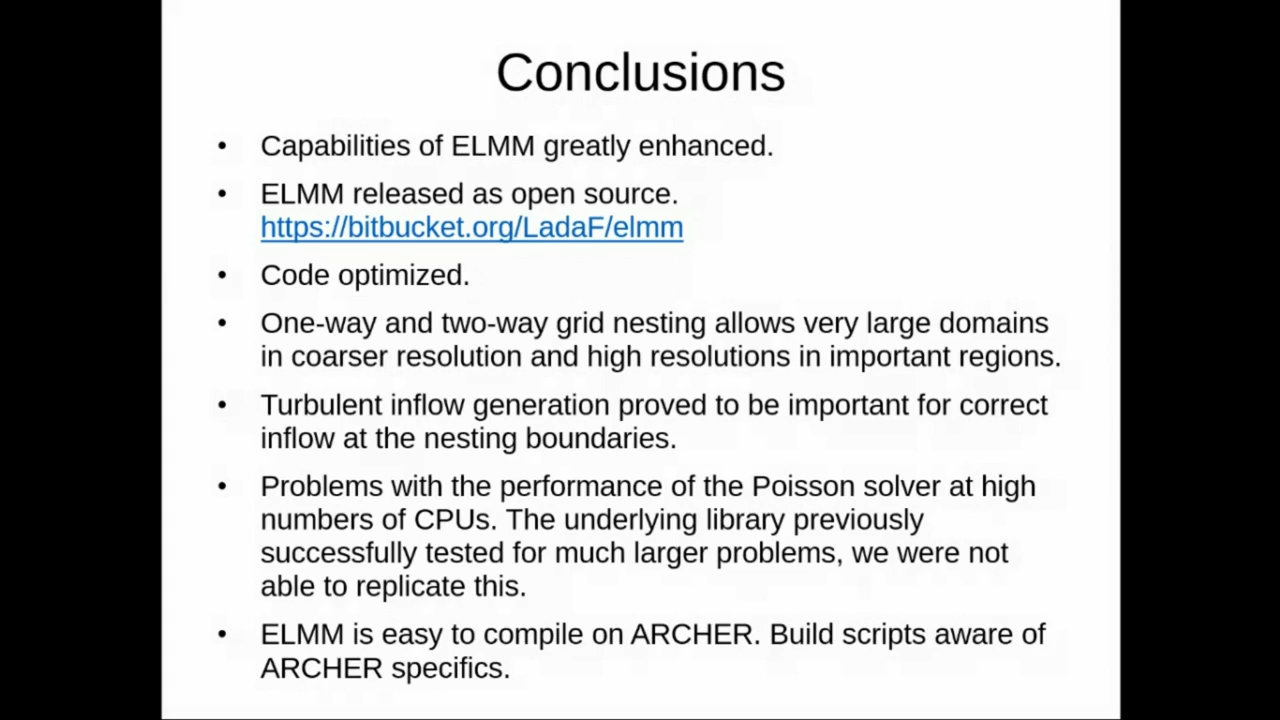 Conclusions
• Capabilities of ELMM greatly enhanced.
• ELMM released as open source.
https://bitbucket.org/LadaF/elmm
• Code optimized.
• One-way and two-way grid nesting allows very large domains
in coarser resolution and high resolutions in important regions.
• Turbulent inflow generation proved to be important for correct
inflow at the nesting boundaries.
• Problems with the performance of the Poisson solver at high
numbers of CPUs. The underlying library previously
successfully tested for much larger problems, we were not
able to replicate this.
• ELMM is easy to compile on ARCHER. Build scripts aware of
ARCHER specifics.